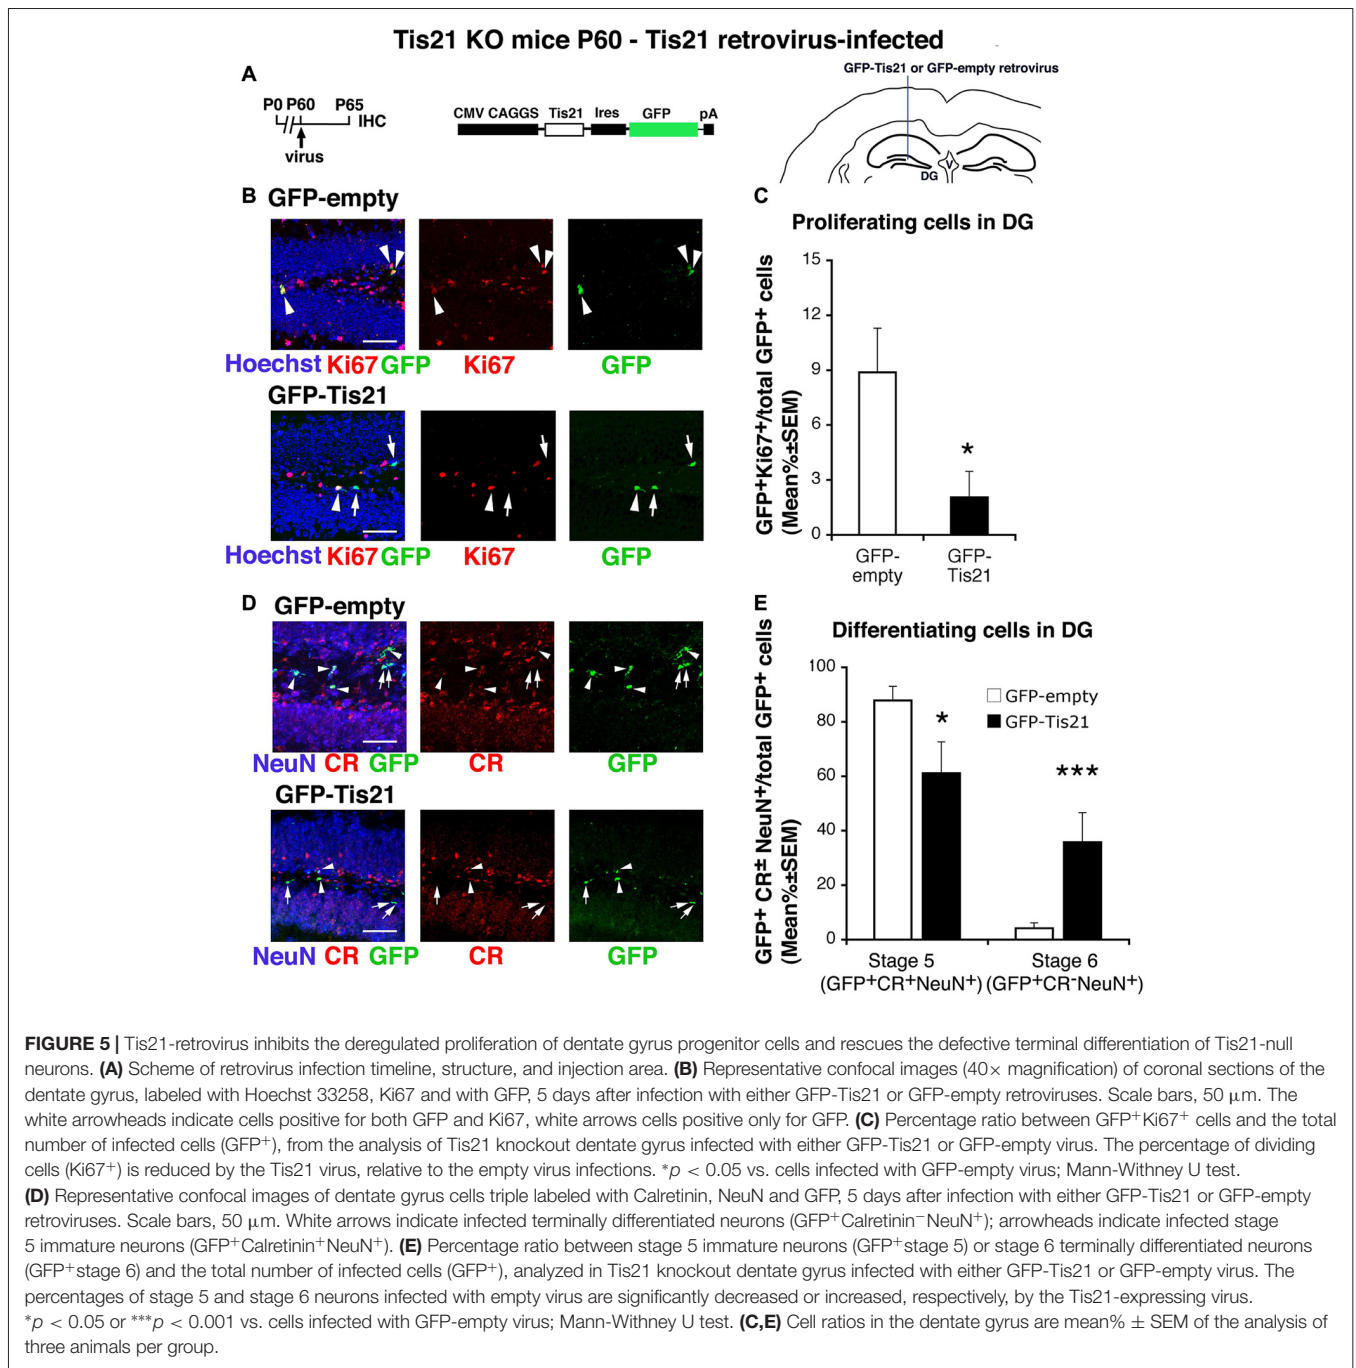 Tis21 KO mice P60 - Tis21 retrovirus-infected
A
P0 P60 P65
IHC
virus
CMV CAGGS Tis21 Ires GFP pA
GFP-Tis21 or GFP-empty retrovirus
V
DG
B GFP-empty
Hoechst Ki67 GFP Ki67 GFP
GFP-Tis21
Hoechst Ki67 GFP Ki67 GFP
C
Proliferating cells in DG
GFP⁺Ki67⁺/total GFP⁺ cells
(Mean%±SEM)
15
12
9
6
3
0
*
GFP-
empty
GFP-
Tis21
D GFP-empty
NeuN CR GFP CR GFP
GFP-Tis21
NeuN CR GFP CR GFP
E
Differentiating cells in DG
GFP⁺ CR± NeuN⁺/total GFP⁺ cells
(Mean%±SEM)
100
80
60
40
20
0
GFP-empty
GFP-Tis21
*
***
Stage 5
(GFP⁺CR⁺NeuN⁺)
Stage 6
(GFP⁺CR⁻NeuN⁺)
FIGURE 5 | Tis21-retrovirus inhibits the deregulated proliferation of dentate gyrus progenitor cells and rescues the defective terminal differentiation of Tis21-null
neurons. (A) Scheme of retrovirus infection timeline, structure, and injection area. (B) Representative confocal images (40× magnification) of coronal sections of the
dentate gyrus, labeled with Hoechst 33258, Ki67 and with GFP, 5 days after infection with either GFP-Tis21 or GFP-empty retroviruses. Scale bars, 50 μm. The
white arrowheads indicate cells positive for both GFP and Ki67, white arrows cells positive only for GFP. (C) Percentage ratio between GFP⁺Ki67⁺ cells and the total
number of infected cells (GFP⁺), from the analysis of Tis21 knockout dentate gyrus infected with either GFP-Tis21 or GFP-empty virus. The percentage of dividing
cells (Ki67⁺) is reduced by the Tis21 virus, relative to the empty virus infections. *p < 0.05 vs. cells infected with GFP-empty virus; Mann-Withney U test.
(D) Representative confocal images of dentate gyrus cells triple labeled with Calretinin, NeuN and GFP, 5 days after infection with either GFP-Tis21 or GFP-empty
retroviruses. Scale bars, 50 μm. White arrows indicate infected terminally differentiated neurons (GFP⁺Calretinin⁻NeuN⁺); arrowheads indicate infected stage
5 immature neurons (GFP⁺Calretinin⁺NeuN⁺). (E) Percentage ratio between stage 5 immature neurons (GFP⁺stage 5) or stage 6 terminally differentiated neurons
(GFP⁺stage 6) and the total number of infected cells (GFP⁺), analyzed in Tis21 knockout dentate gyrus infected with either GFP-Tis21 or GFP-empty virus. The
percentages of stage 5 and stage 6 neurons infected with empty virus are significantly decreased or increased, respectively, by the Tis21-expressing virus.
*p < 0.05 or ***p < 0.001 vs. cells infected with GFP-empty virus; Mann-Withney U test. (C,E) Cell ratios in the dentate gyrus are mean% ± SEM of the analysis of
three animals per group.